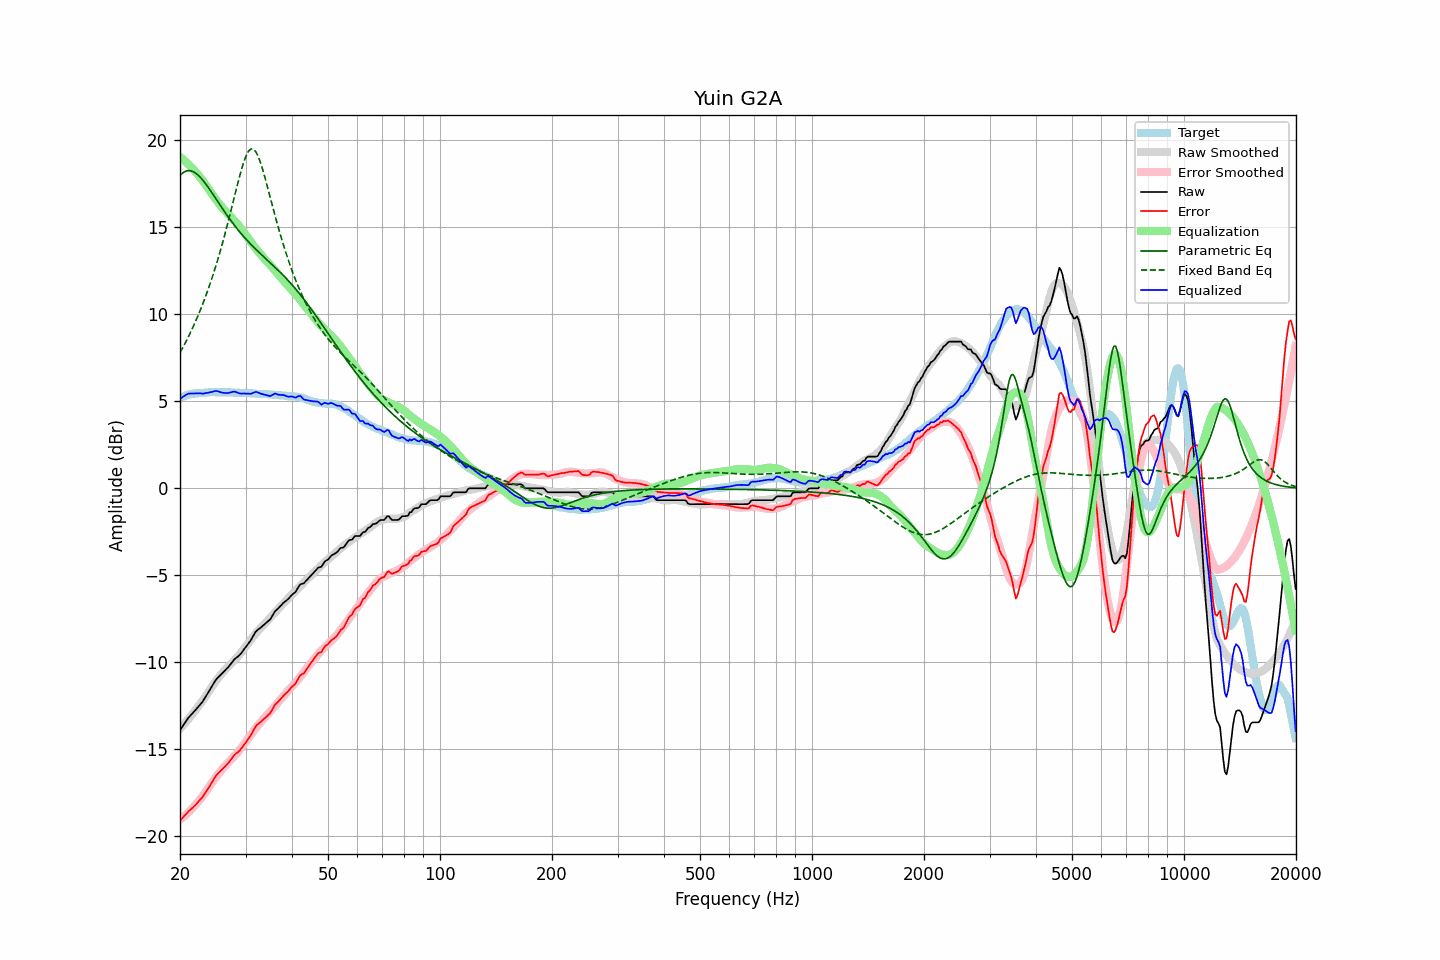 Yuin G2A
Amplitude (dBr)
20
15
10
5
0
−5
−10
−15
−20
Target
Raw Smoothed
Error Smoothed
Raw
Error
Equalization
Parametric Eq
Fixed Band Eq
Equalized
20 50 100 200 500 1000 2000 5000 10000 20000
Frequency (Hz)